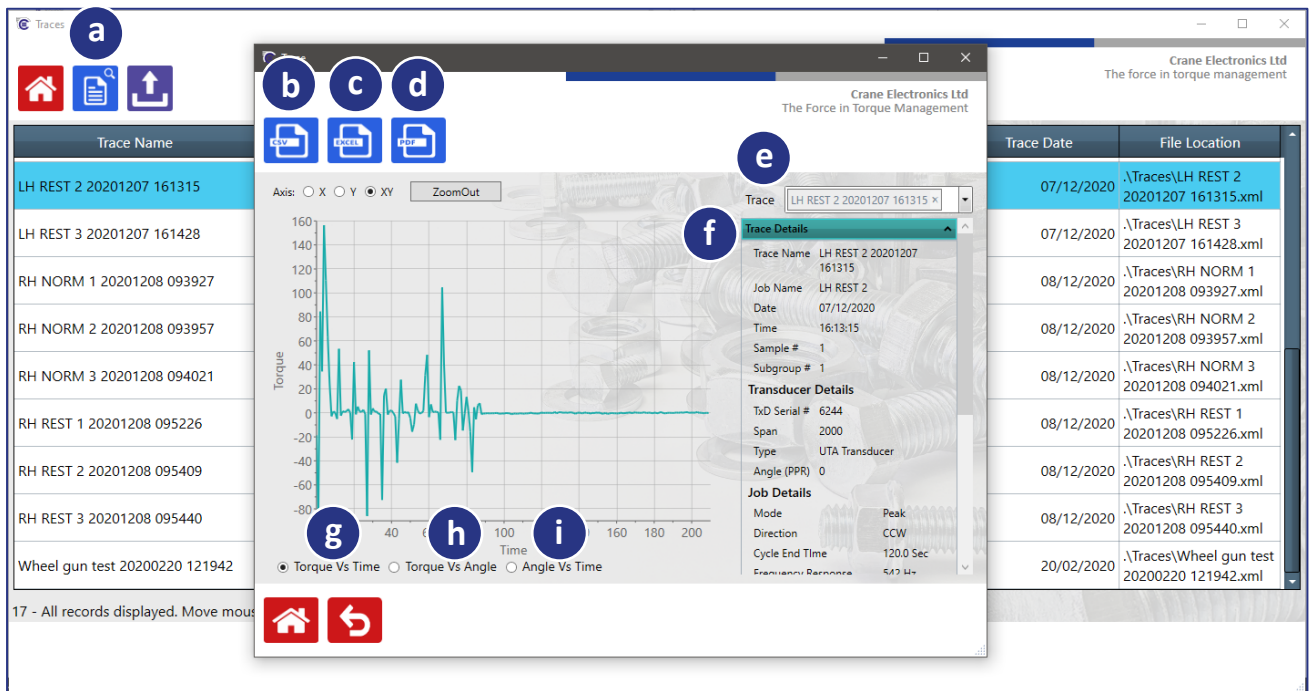 Traces
a
Crane Electronics Ltd
The force in torque management
Trace Name
Trace Date
File Location
LH REST 2 20201207 161315
07/12/2020
.\Traces\LH REST 2
20201207 161315.xml
LH REST 3 20201207 161428
07/12/2020
.\Traces\LH REST 3
20201207 161428.xml
RH NORM 1 20201208 093927
08/12/2020
.\Traces\RH NORM 1
20201208 093927.xml
RH NORM 2 20201208 093957
08/12/2020
.\Traces\RH NORM 2
20201208 093957.xml
RH NORM 3 20201208 094021
08/12/2020
.\Traces\RH NORM 3
20201208 094021.xml
RH REST 1 20201208 095226
08/12/2020
.\Traces\RH REST 1
20201208 095226.xml
RH REST 2 20201208 095409
08/12/2020
.\Traces\RH REST 2
20201208 095409.xml
RH REST 3 20201208 095440
08/12/2020
.\Traces\RH REST 3
20201208 095440.xml
Wheel gun test 20200220 121942
20/02/2020
.\Traces\Wheel gun test
20200220 121942.xml
17 - All records displayed. Move mous
b c d
Crane Electronics Ltd
The Force in Torque Management
CSV EXCEL PDF
e
Axis: X Y XY ZoomOut
Trace LH REST 2 20201207 161315 ×
f
Trace Details
Trace Name LH REST 2 20201207
161315
Job Name LH REST 2
Date 07/12/2020
Time 16:13:15
Sample # 1
Subgroup # 1
Transducer Details
TxD Serial # 6244
Span 2000
Type UTA Transducer
Angle (PPR) 0
Job Details
Mode Peak
Direction CCW
Cycle End TIme 120.0 Sec
Frequency Response 542 Hz
160
140
120
100
80
60
40
20
0
-20
-40
-60
-80
Torque
40 100 160 180 200
Time
g h i
Torque Vs Time Torque Vs Angle Angle Vs Time